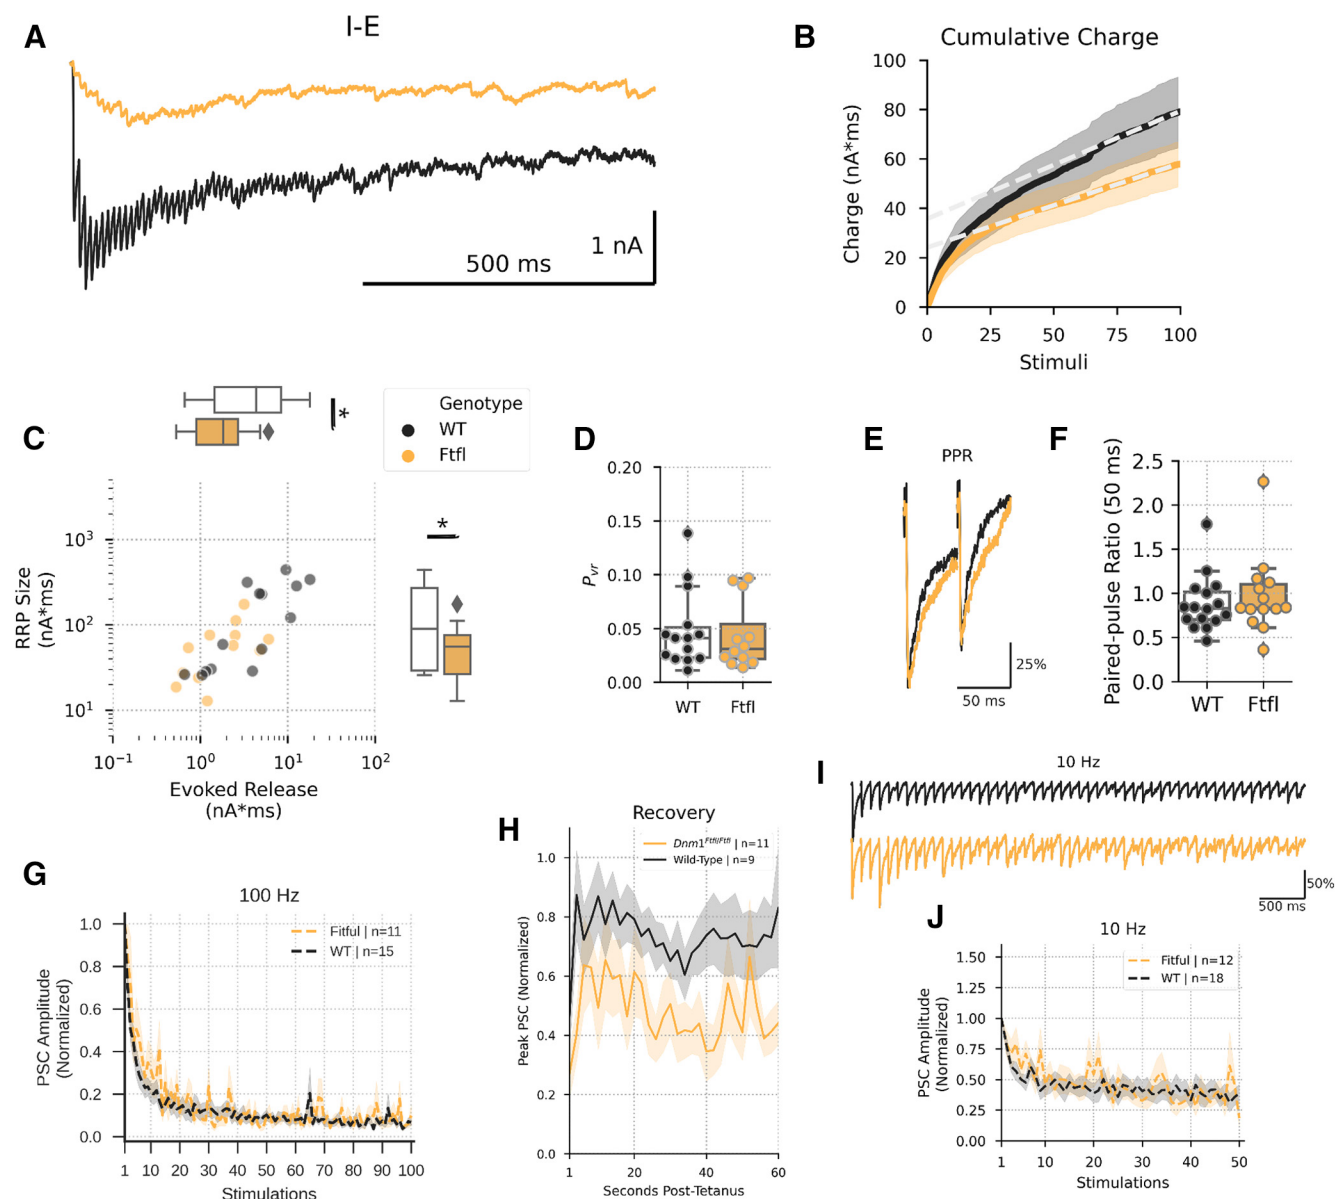 A
I-E
1 nA
500 ms
B
Cumulative Charge
Charge (nA*ms)
100
80
60
40
20
0
0 25 50 75 100
Stimuli
C
*
Genotype
WT
Ftfl
*
RRP Size
(nA*ms)
10³
10²
10¹
10⁻¹ 10⁰ 10¹ 10²
Evoked Release
(nA*ms)
D
Pvr
0.20
0.15
0.10
0.05
0.00
WT Ftfl
E
PPR
25%
50 ms
F
Paired-pulse Ratio (50 ms)
2.5
2.0
1.5
1.0
0.5
0.0
WT Ftfl
G
100 Hz
Fitful | n=11
WT | n=15
PSC Amplitude
(Normalized)
1.0
0.8
0.6
0.4
0.2
0.0
1 10 20 30 40 50 60 70 80 90 100
Stimulations
H
Recovery
Dnm1^Ftfl/Ftfl | n=11
Wild-Type | n=9
Peak PSC (Normalized)
1.0
0.8
0.6
0.4
0.2
0.0
1 20 40 60
Seconds Post-Tetanus
I
10 Hz
50%
500 ms
J
10 Hz
Fitful | n=12
WT | n=18
PSC Amplitude
(Normalized)
1.50
1.25
1.00
0.75
0.50
0.25
0.00
1 10 20 30 40 50
Stimulations